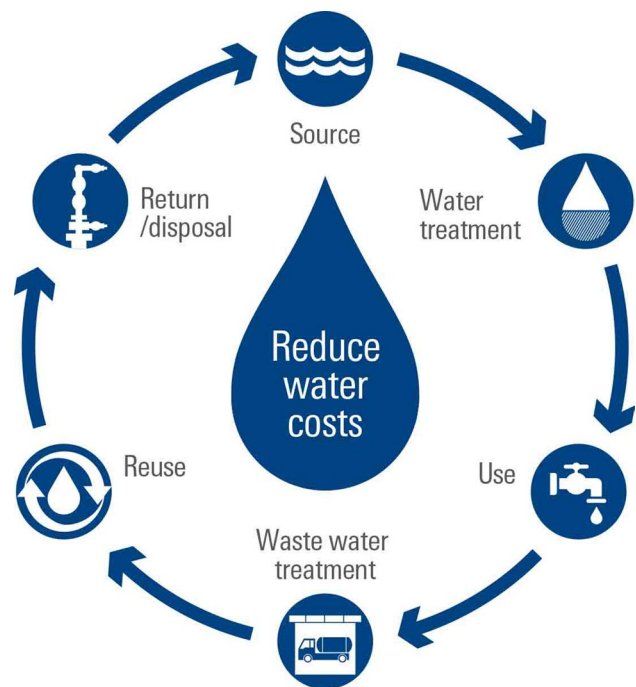 Source
Water
treatment
Use
Waste water
treatment
Reuse
Return
/disposal
Reduce
water
costs